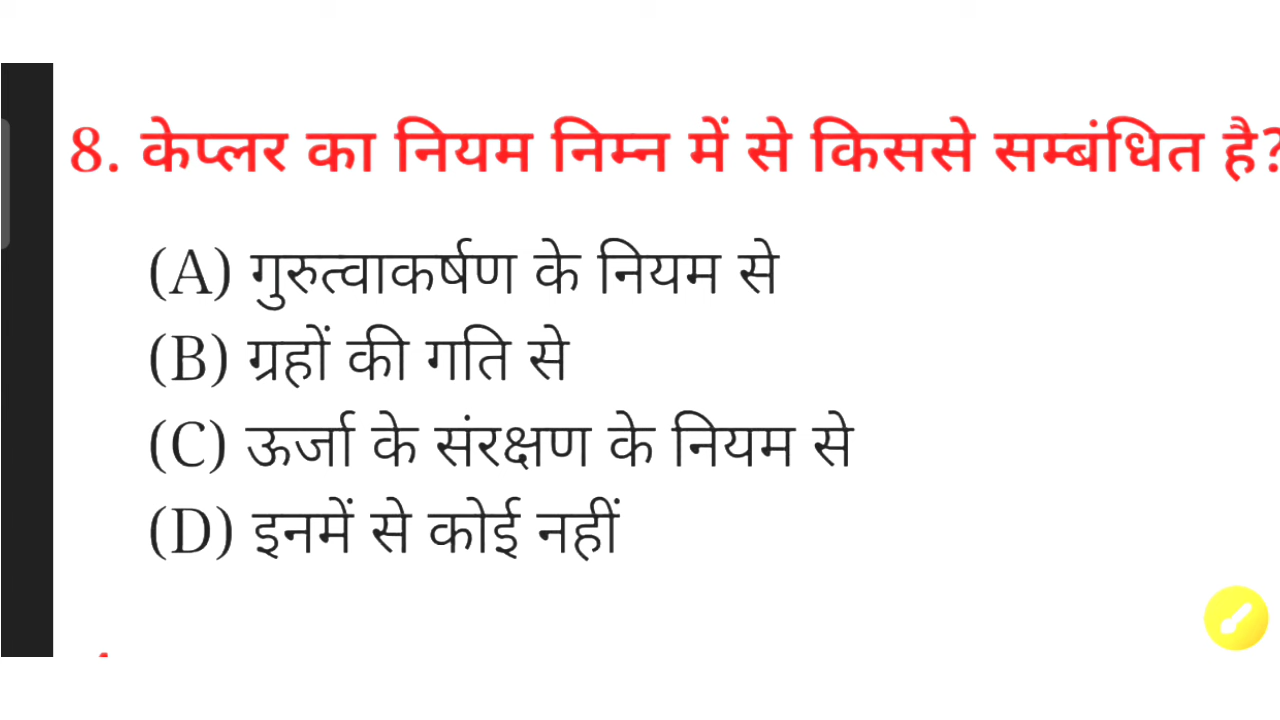 8. केप्लर का नियम निम्न में से किससे सम्बंधित है?
(A) गुरुत्वाकर्षण के नियम से
(B) ग्रहों की गति से
(C) ऊर्जा के संरक्षण के नियम से
(D) इनमें से कोई नहीं